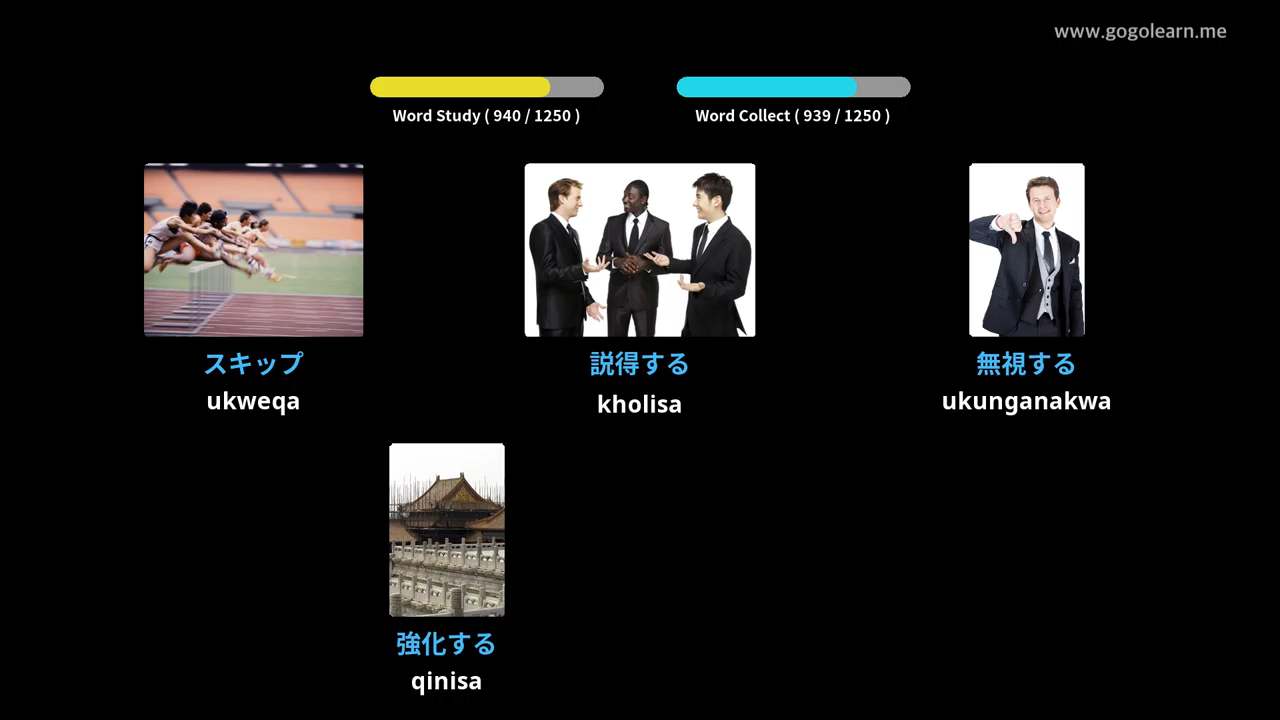 www.gogolearn.me
Word Study ( 940 / 1250 )
Word Collect ( 939 / 1250 )
スキップ
ukweqa
説得する
kholisa
無視する
ukunganakwa
強化する
qinisa